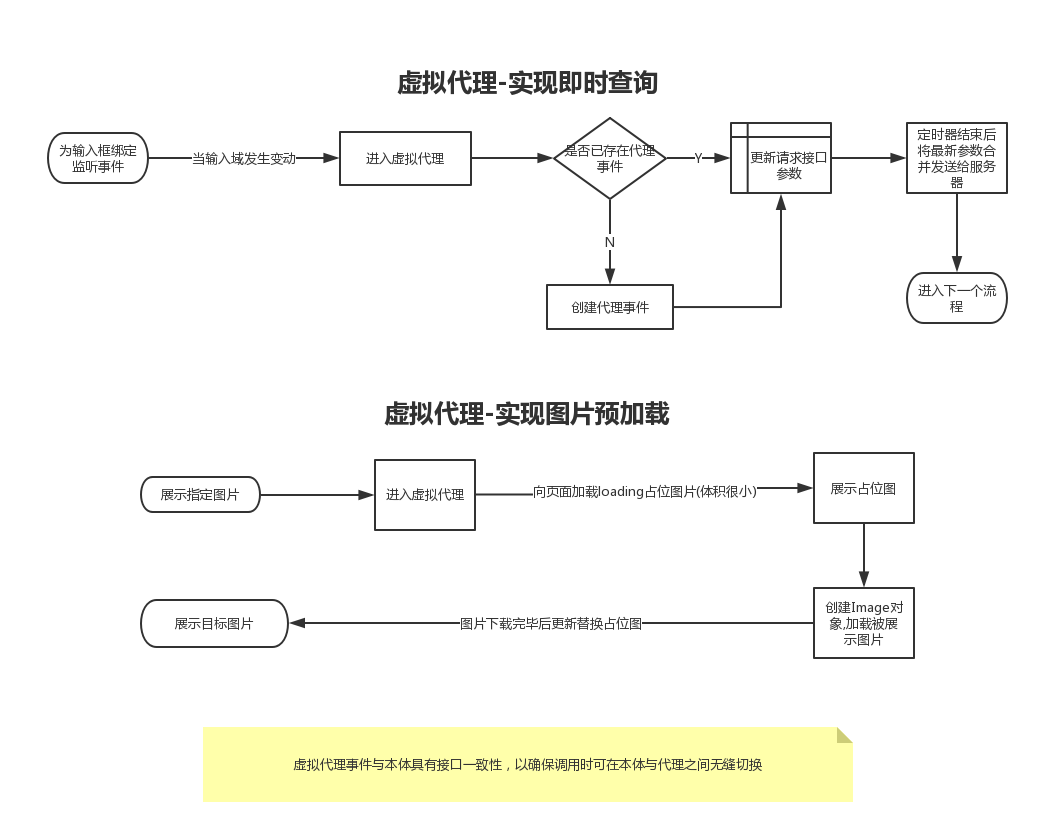 虚拟代理-实现即时查询
为输入框绑定
监听事件
当输入域发生变动
进入虚拟代理
是否已存在代理
事件
Y
更新请求接口
参数
定时器结束后
将最新参数合
并发送给服务
器
N
创建代理事件
进入下一个流
程
虚拟代理-实现图片预加载
展示指定图片
进入虚拟代理
向页面加载loading占位图片(体积很小)
展示占位图
创建Image对
象,加载被展
示图片
图片下载完毕后更新替换占位图
展示目标图片
虚拟代理事件与本体具有接口一致性，以确保调用时可在本体与代理之间无缝切换